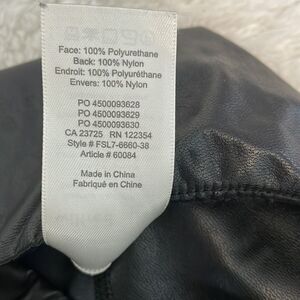 Face: 100% Polyurethane
Back: 100% Nylon
Endroit: 100% Polyuréthane
Envers: 100% Nylon
PO 4500093628
PO 4500093629
PO 4500093630
CA 23725 RN 122354
Style # FSL7-6660-38
Article # 60084
Made in China
Fabriqué en Chine